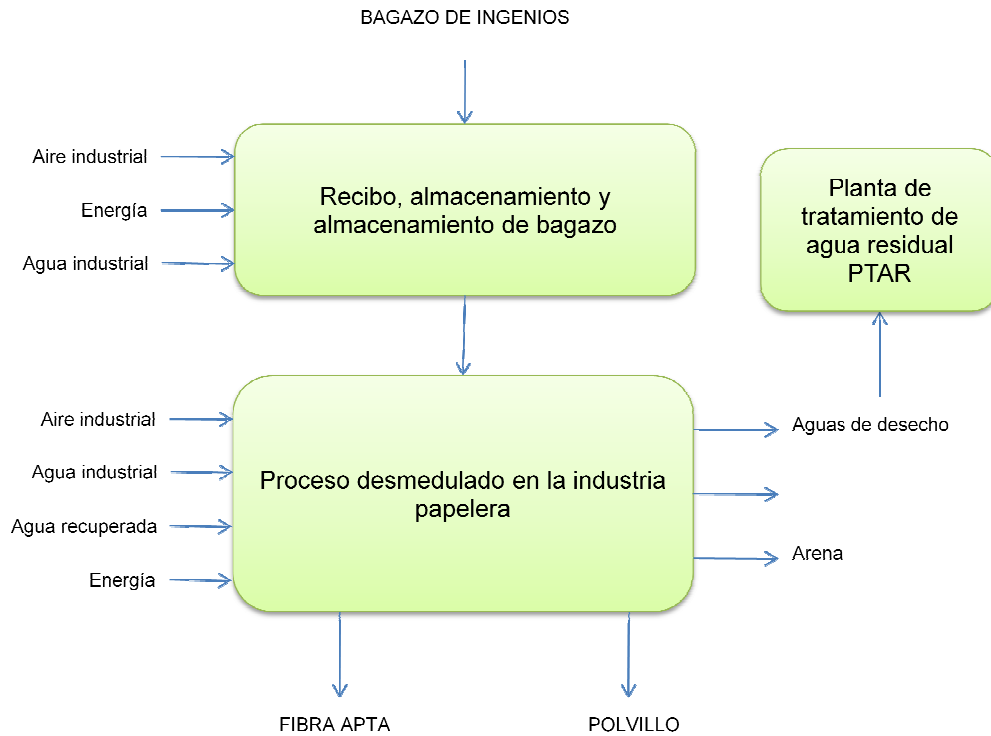 BAGAZO DE INGENIOS
Aire industrial
Energía
Agua industrial
Recibo, almacenamiento y
almacenamiento de bagazo
Planta de
tratamiento de
agua residual
PTAR
Aire industrial
Agua industrial
Agua recuperada
Energía
Proceso desmedulado en la industria
papelera
Aguas de desecho
Arena
FIBRA APTA
POLVILLO